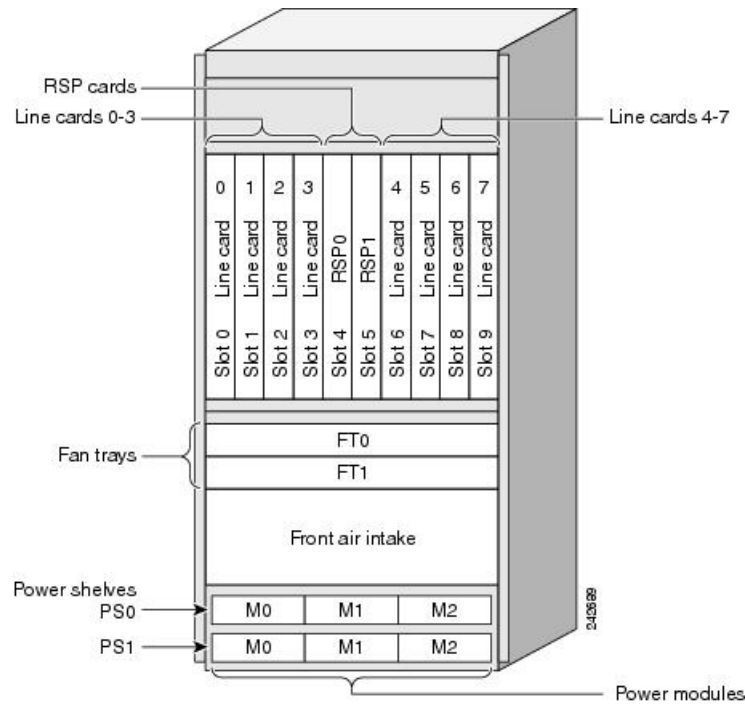 RSP cards
Line cards 0-3
Line cards 4-7
0 1 2 3 4 5 6 7
Line card
Line card
Line card
Line card
RSP0
RSP1
Line card
Line card
Line card
Line card
Slot 0
Slot 1
Slot 2
Slot 3
Slot 4
Slot 5
Slot 6
Slot 7
Slot 8
Slot 9
Fan trays
FT0
FT1
Front air intake
Power shelves
PS0
M0 M1 M2
PS1
M0 M1 M2
242689
Power modules